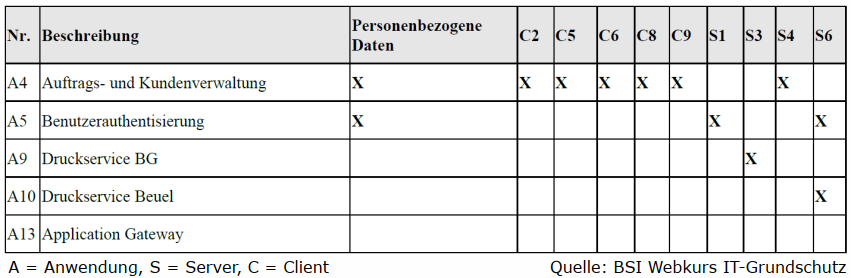 Nr. Beschreibung Personenbezogene Daten C2 C5 C6 C8 C9 S1 S3 S4 S6
A4 Auftrags- und Kundenverwaltung X X X X X X X
A5 Benutzerauthentisierung X X X
A9 Druckservice BG X
A10 Druckservice Beuel X
A13 Application Gateway
A = Anwendung, S = Server, C = Client Quelle: BSI Webkurs IT-Grundschutz